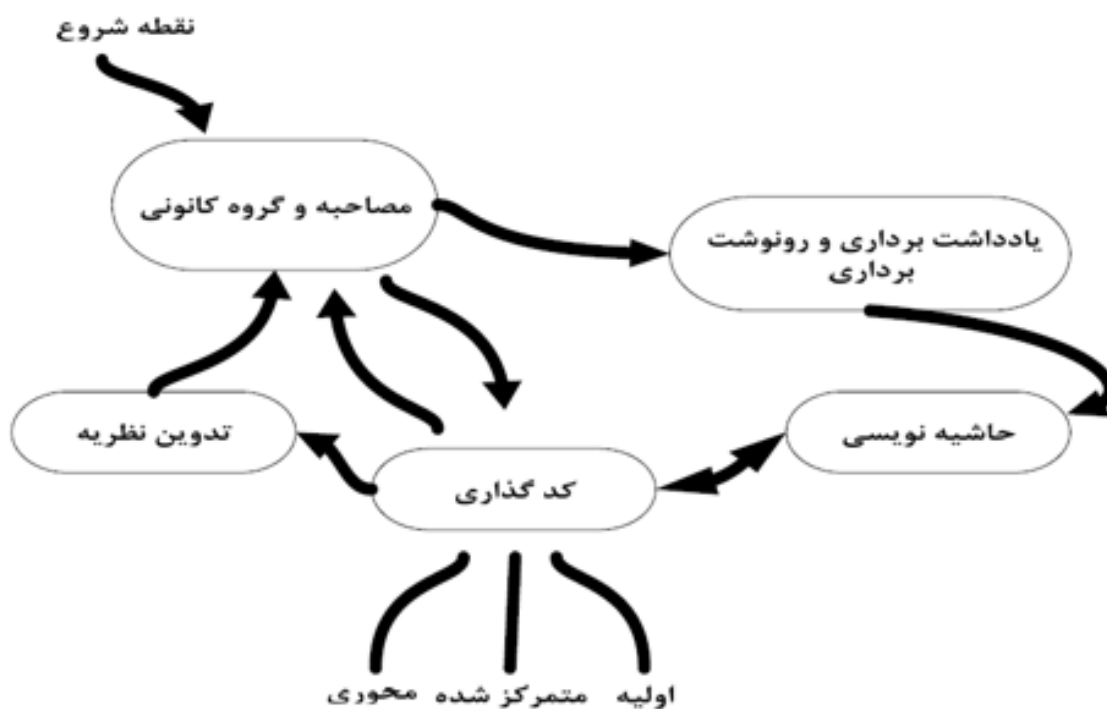 نقطه شروع
مصاحبه و گروه کانونی
یادداشت برداری و رونوشت
برداری
تدوین نظریه
حاشیه نویسی
کد گذاری
اولیه
متمرکز شده
محوری